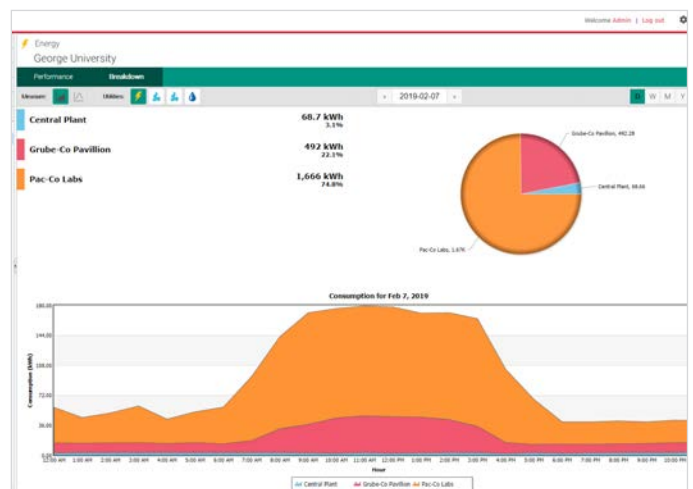 Welcome Admin | Log out
Energy
George University
Performance Breakdown
Measure: Utilities: 2019-02-07 D W M Y
Central Plant 68.7 kWh
3.1%
Grube-Co Pavillion 492 kWh
22.1%
Pac-Co Labs 1,666 kWh
74.8%
Grube-Co Pavillion, 492.28
Central Plant, 68.66
Pac-Co Labs, 1.67K
Consumption for Feb 7, 2019
Consumption (kWh)
180.00
144.00
108.00
72.00
36.00
0.00
12:00 AM 1:00 AM 2:00 AM 3:00 AM 4:00 AM 5:00 AM 6:00 AM 7:00 AM 8:00 AM 9:00 AM 10:00 AM 11:00 AM 12:00 PM 1:00 PM 2:00 PM 3:00 PM 4:00 PM 5:00 PM 6:00 PM 7:00 PM 8:00 PM 9:00 PM 10:00 PM
Hour
Central Plant Grube-Co Pavillion Pac-Co Labs